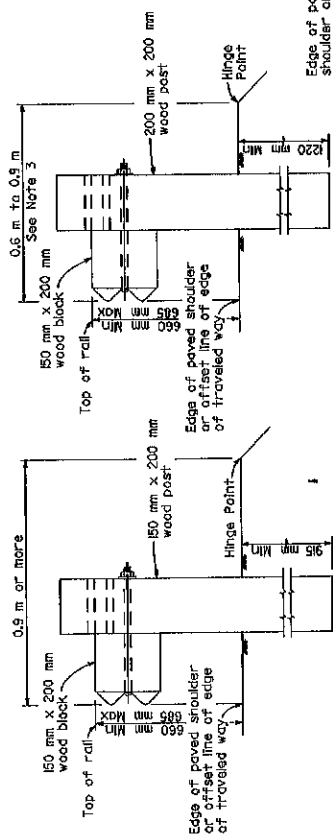 0.9 m or more
150 mm x 200 mm
wood block
Top of rail
660 mm Min
685 mm Max
150 mm x 200 mm
wood post
Edge of paved shoulder
or offset line of edge
of traveled way
Hinge Point
915 mm Min
0.6 m to 0.9 m
See Note 3
150 mm x 200 mm
wood block
Top of rail
660 mm Min
685 mm Max
200 mm x 200 mm
wood post
Edge of paved shoulder
or offset line of edge
of traveled way
Hinge Point
1220 mm Min
Edge of pa
shoulder or